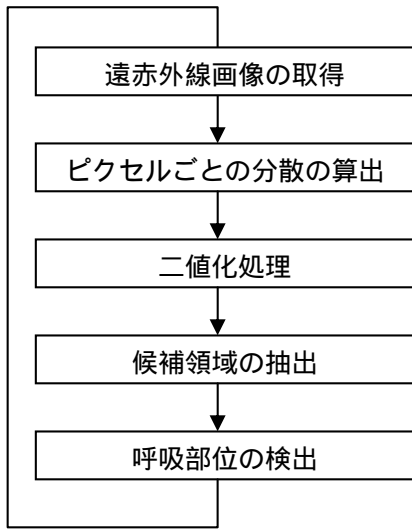 遠赤外線画像の取得
ピクセルごとの分散の算出
二値化処理
候補領域の抽出
呼吸部位の検出